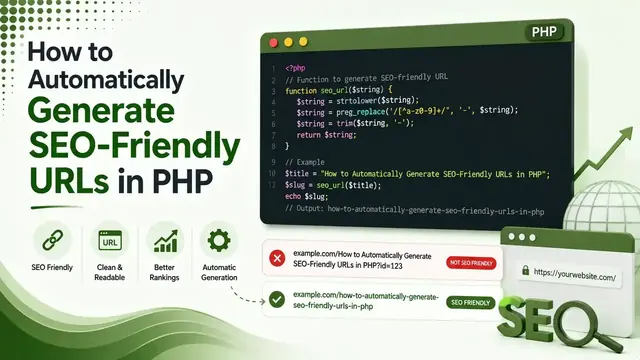 How to
Automatically
Generate
SEO-Friendly
URLs in PHP
SEO Friendly
URL
Clean &
Readable
Better
Rankings
Automatic
Generation
PHP
1 <?php
2 // Function to generate SEO-friendly URL
3 function seo_url($string) {
4 $string = strtolower($string);
5 $string = preg_replace('/[^a-z0-9]+/', '-', $string);
6 $string = trim($string, '-');
7 return $string;
8 }
9 // Example
10 $title = "How to Automatically Generate SEO-Friendly URLs in PHP";
$slug = seo_url($title);
echo $slug;
// Output: how-to-automatically-generate-seo-friendly-urls-in-php
example.com/How to Automatically Generate
SEO-Friendly URLs in PHP?id=123
NOT SEO FRIENDLY
example.com/how-to-automatically-generate-
seo-friendly-urls-in-php
SEO FRIENDLY
https://yourwebsite.com/
SEO